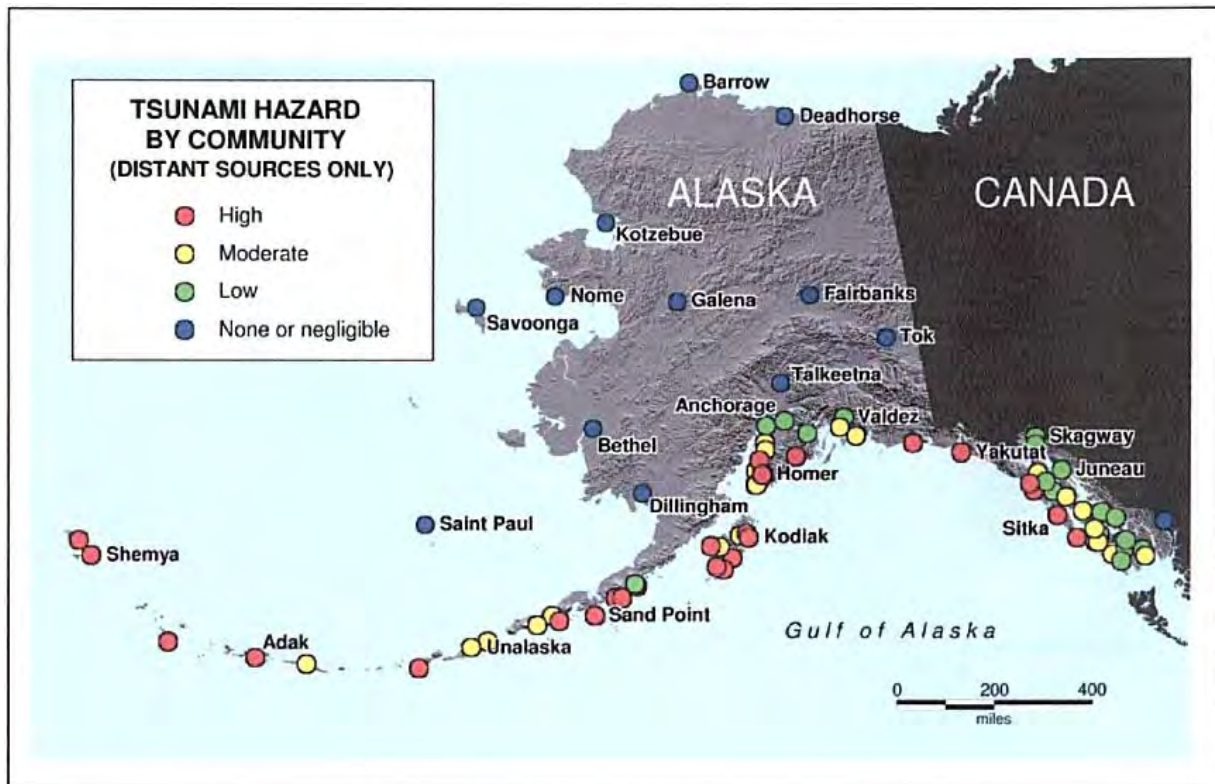 TSUNAMI HAZARD
BY COMMUNITY
(DISTANT SOURCES ONLY)
High
Moderate
Low
None or negligible
Barrow
Deadhorse
ALASKA
CANADA
Kotzebue
Nome
Galena
Fairbanks
Savoonga
Tok
Talkeetna
Anchorage
Valdez
Bethel
Skagway
Yakutat
Juneau
Homer
Dillingham
Saint Paul
Sitka
Kodiak
Shemya
Sand Point
Gulf of Alaska
Adak
Unalaska
0 200 400
miles